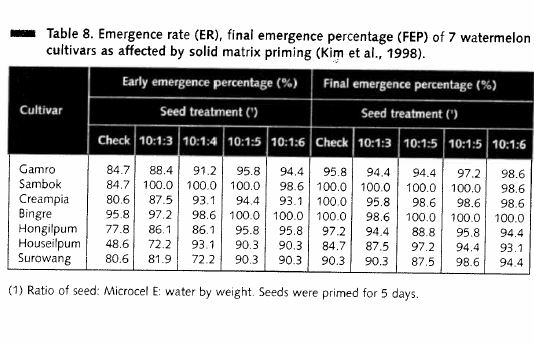 Table 8. Emergence rate (ER), final emergence percentage (FEP) of 7 watermelon
cultivars as affected by solid matrix priming (Kim et al., 1998).
Cultivar Early emergence percentage (%) Final emergence percentage (%)
Seed treatment (¹) Seed treatment (¹)
Check 10:1:3 10:1:4 10:1:5 10:1:6 Check 10:1:3 10:1:5 10:1:5 10:1:6
Gamro 84.7 88.4 91.2 95.8 94.4 95.8 94.4 94.4 97.2 98.6
Sambok 84.7 100.0 100.0 100.0 98.6 100.0 100.0 100.0 98.6 98.6
Creampia 80.6 87.5 93.1 94.4 93.1 100.0 95.8 98.6 98.6 98.6
Bingre 95.8 97.2 98.6 100.0 100.0 100.0 98.6 100.0 100.0 100.0
Hongilpum 77.8 86.1 86.1 95.8 95.8 97.2 94.4 88.8 95.8 94.4
Houseilpum 48.6 72.2 93.1 90.3 90.3 84.7 87.5 97.2 94.4 93.1
Surowang 80.6 81.9 72.2 90.3 90.3 90.3 90.3 87.5 98.6 94.4
(1) Ratio of seed: Microcel E: water by weight. Seeds were primed for 5 days.